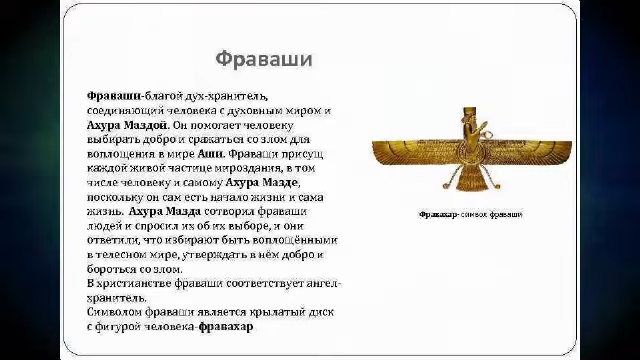 Фраваши
Фраваши-благой дух-хранитель,
соединяющий человека с духовным миром и
Ахура Маздой. Он помогает человеку
выбирать добро и сражаться со злом для
воплощения в мире Аши. Фраваши присущ
каждой живой частице мироздания, в том
числе человеку и самому Ахура Мазде,
поскольку он сам есть начало жизни и сама
жизнь. Ахура Мазда сотворил фраваши
людей и спросил их об их выборе, и они
ответили, что избирают быть воплощёнными
в телесном мире, утверждать в нём добро и
бороться со злом.
В христианстве фраваши соответствует ангел-
хранитель.
Символом фраваши является крылатый диск
с фигурой человека-фравахар
Фравахар-символ фраваши